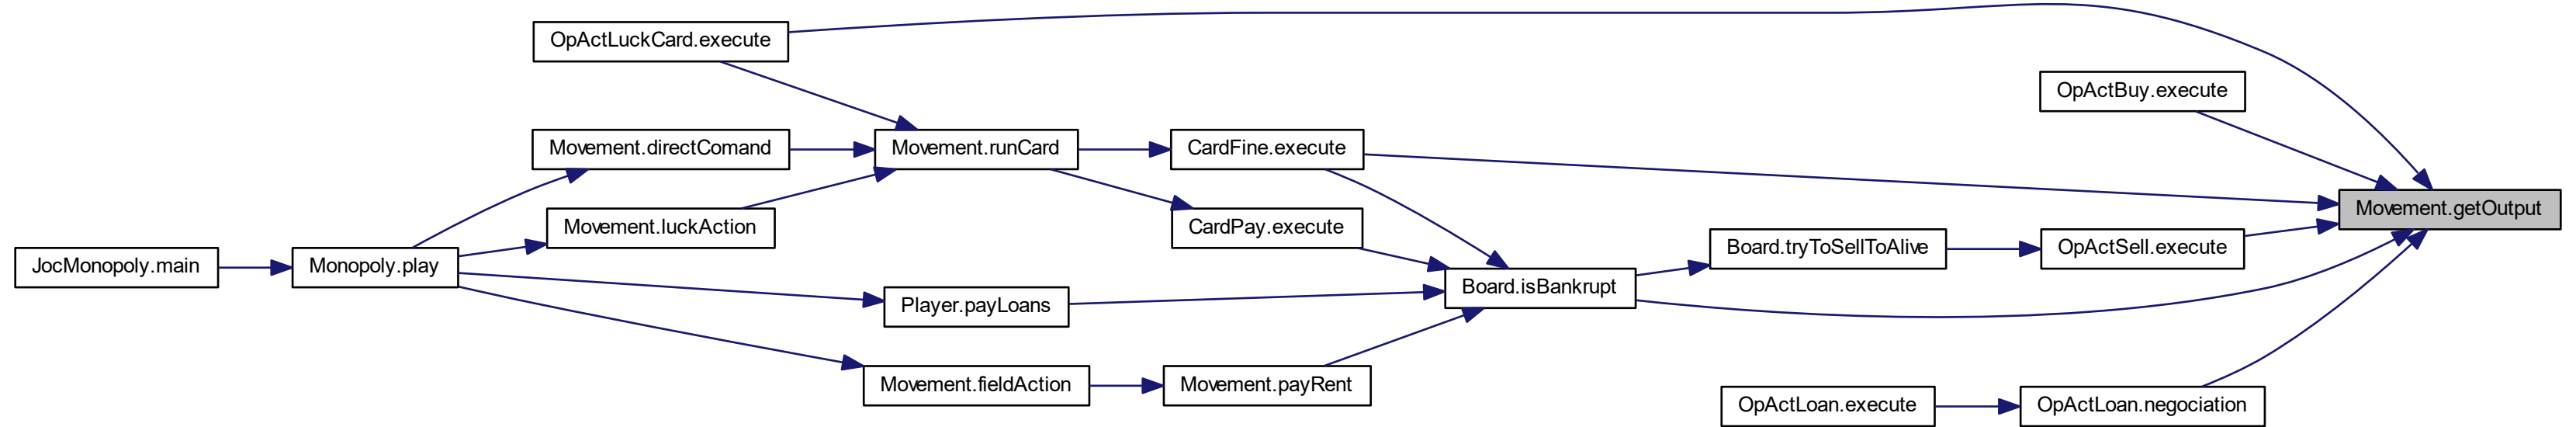 OpActLuckCard.execute
OpActBuy.execute
Movement.directComand
Movement.runCard
CardFine.execute
Movement.getOutput
Movement.luckAction
CardPay.execute
Board.tryToSellToAlive
OpActSell.execute
JocMonopoly.main
Monopoly.play
Player.payLoans
Board.isBankrupt
Movement.fieldAction
Movement.payRent
OpActLoan.execute
OpActLoan.negociation